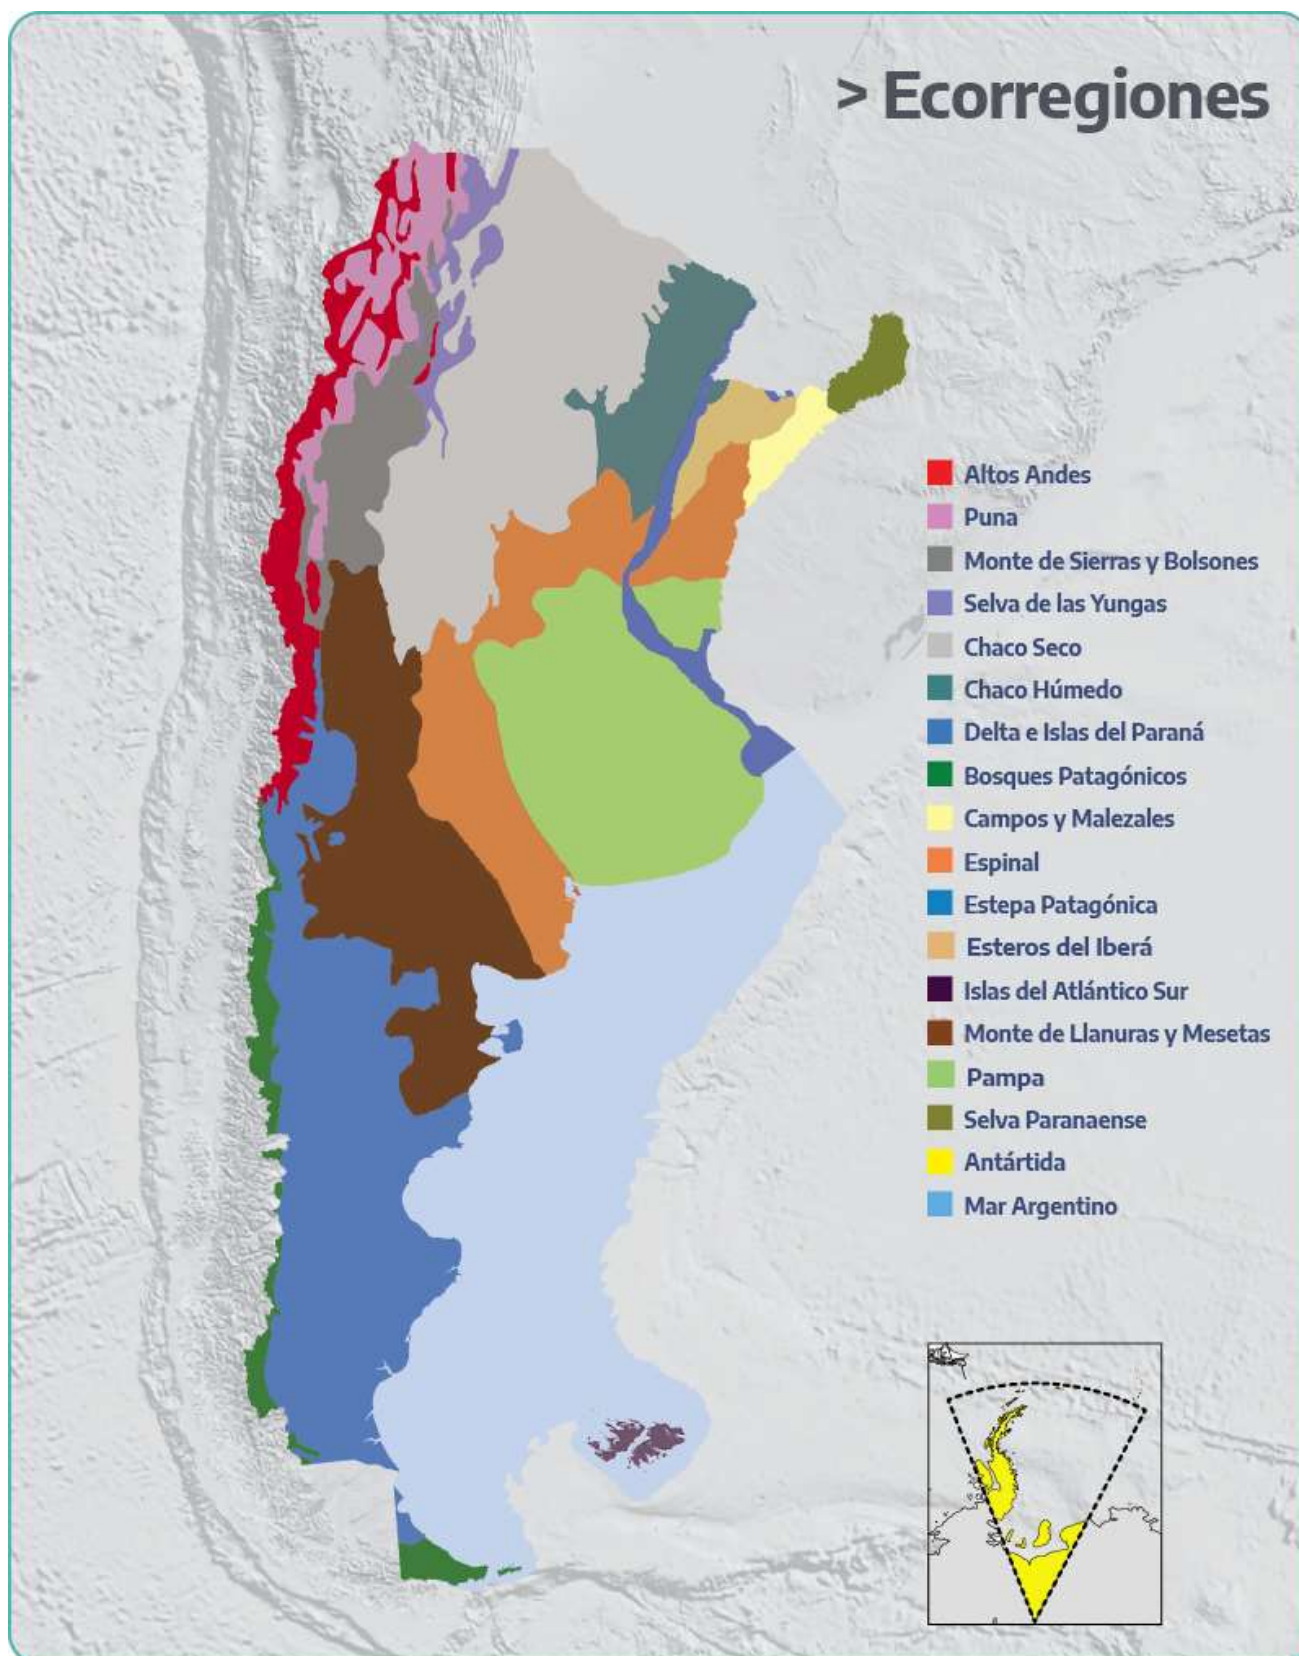 > Ecorregiones
Altos Andes
Puna
Monte de Sierras y Bolsones
Selva de las Yungas
Chaco Seco
Chaco Húmedo
Delta e Islas del Paraná
Bosques Patagónicos
Campos y Malezales
Espinal
Estepa Patagónica
Esteros del Iberá
Islas del Atlántico Sur
Monte de Llanuras y Mesetas
Pampa
Selva Paranaense
Antártida
Mar Argentino